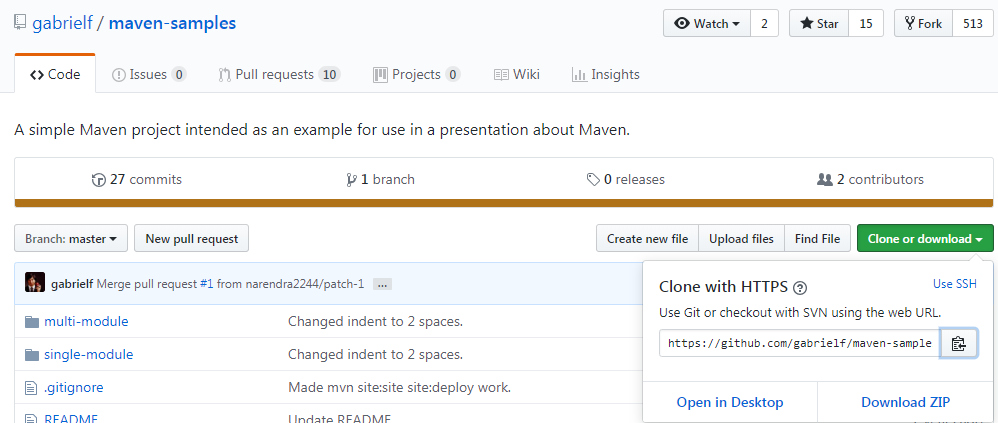 gabrielf / maven-samples
Watch 2 Star 15 Fork 513
Code Issues 0 Pull requests 10 Projects 0 Wiki Insights
A simple Maven project intended as an example for use in a presentation about Maven.
27 commits 1 branch 0 releases 2 contributors
Branch: master New pull request Create new file Upload files Find File Clone or download
gabrielf Merge pull request #1 from narendra2244/patch-1 ...
multi-module Changed indent to 2 spaces.
single-module Changed indent to 2 spaces.
.gitignore Made mvn site:site site:deploy work.
README Update README
Clone with HTTPS ? Use SSH
Use Git or checkout with SVN using the web URL.
https://github.com/gabrielf/maven-sample
Open in Desktop Download ZIP